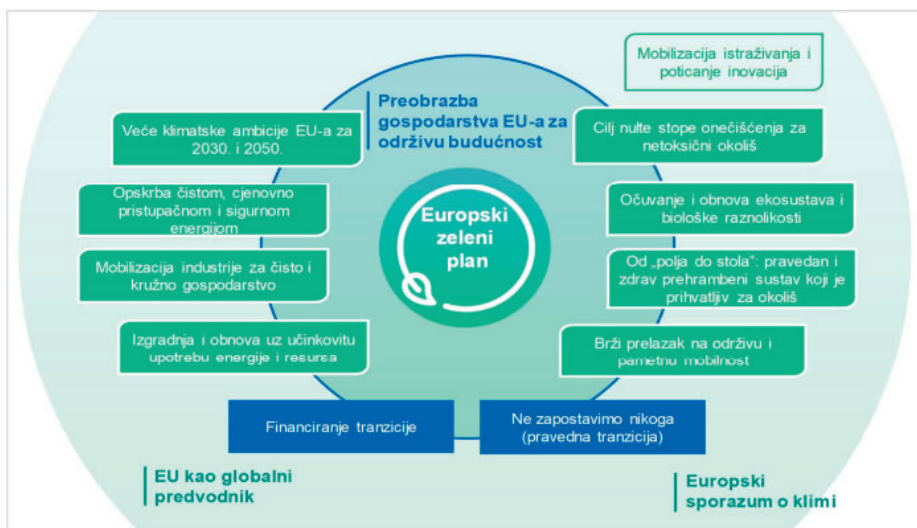 Mobilizacija istraživanja i
poticanje inovacija
Preobrazba
gospodarstva EU-a za
održivu budućnost
Veće klimatske ambicije EU-a za
2030. i 2050.
Cilj nulte stope onečišćenja za
netoksični okoliš
Opskrba čistom, cjenovno
pristupačnom i sigurnom
energijom
Europski
zeleni
plan
Očuvanje i obnova ekosustava i
biološke raznolikosti
Mobilizacija industrije za čisto i
kružno gospodarstvo
Od „polja do stola“: pravedan i
zdrav prehrambeni sustav koji je
prihvatljiv za okoliš
Izgradnja i obnova uz učinkovitu
upotrebu energije i resursa
Brži prelazak na održivu i
pametnu mobilnost
Financiranje tranzicije
Ne zapostavimo nikoga
(pravedna tranzicija)
EU kao globalni
predvodnik
Europski
sporazum o klimi